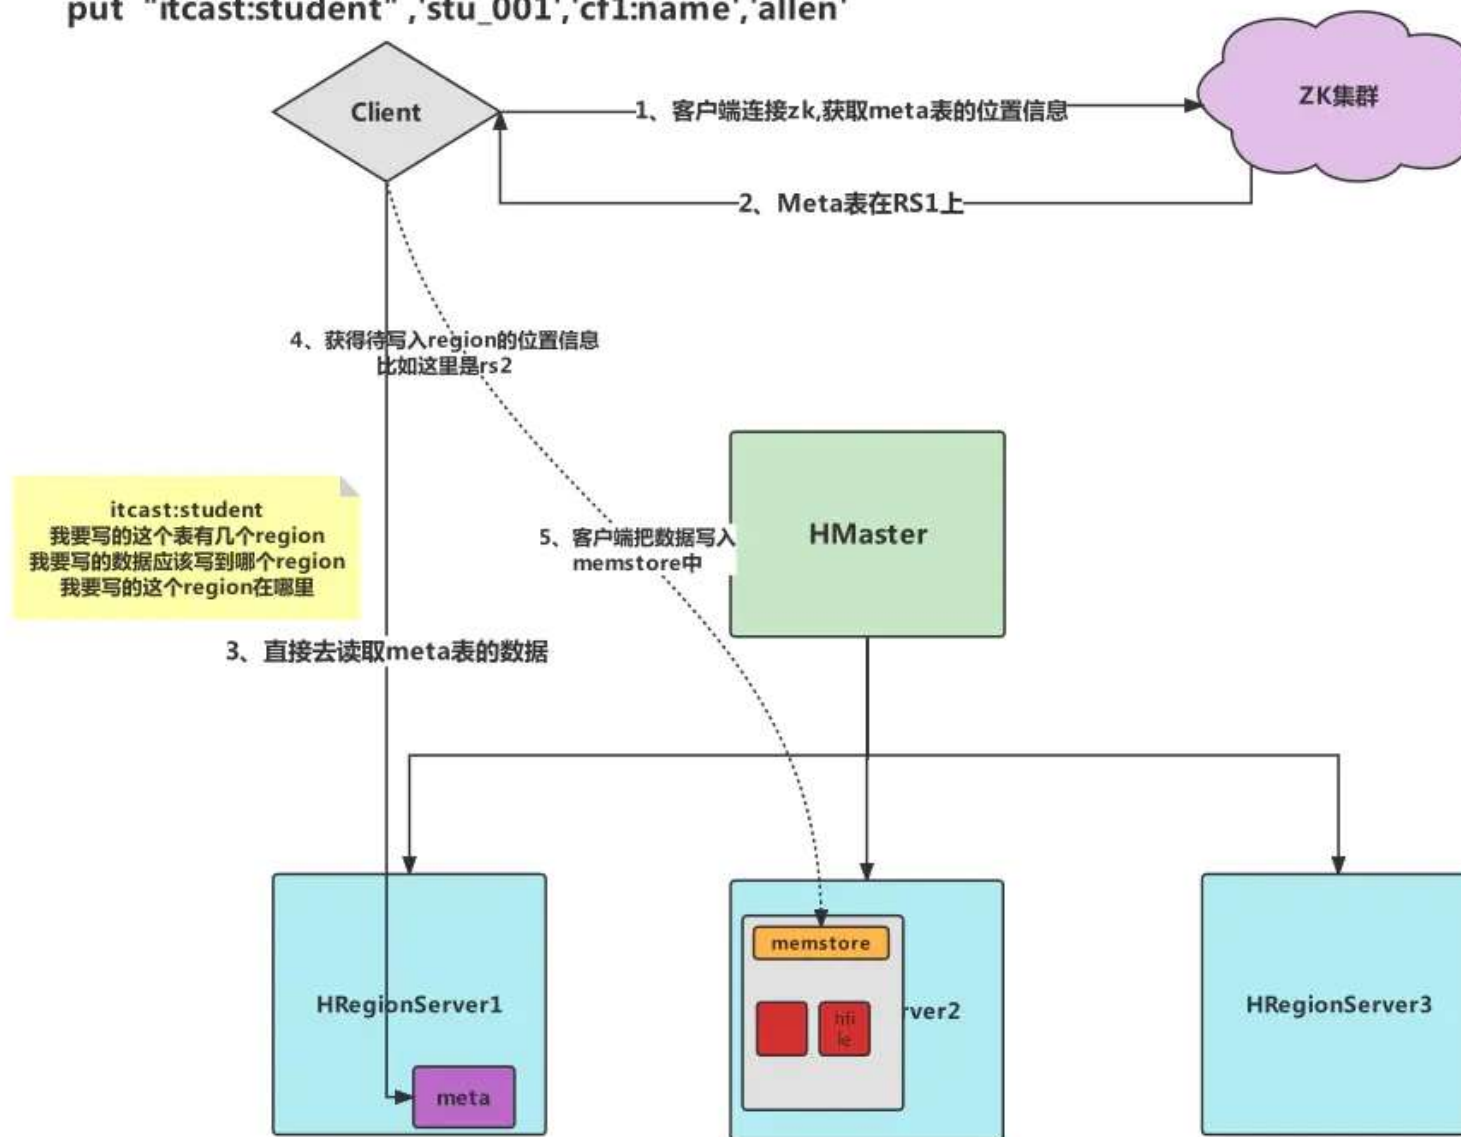 put "itcast:student" ,'stu_001','cf1:name','allen'
Client
1、客户端连接zk,获取meta表的位置信息
ZK集群
2、Meta表在RS1上
4、获得待写入region的位置信息
比如这里是rs2
itcast:student
我要写的这个表有几个region
我要写的数据应该写到哪个region
我要写的这个region在哪里
5、客户端把数据写入
memstore中
HMaster
3、直接去读取meta表的数据
memstore
HRegionServer1
rver2
HRegionServer3
hfi
le
meta